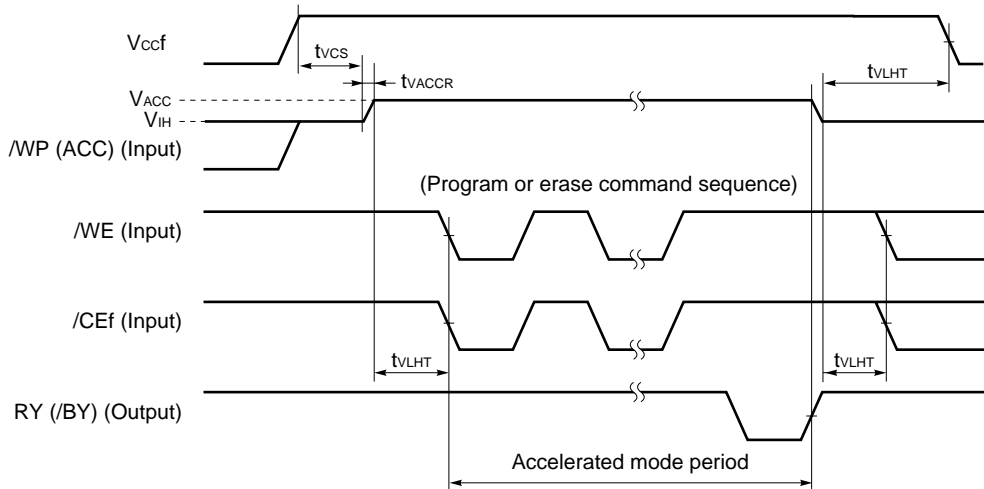 VCCf
tVCS
tVACCR
tVLHT
VACC
VIH
/WP (ACC) (Input)
(Program or erase command sequence)
/WE (Input)
/CEf (Input)
tVLHT
tVLHT
RY (/BY) (Output)
Accelerated mode period